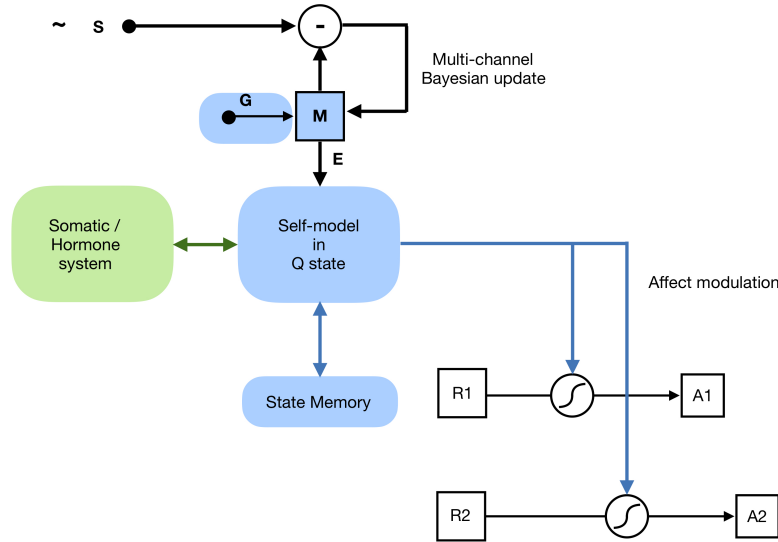 ~ S
-
Multi-channel
Bayesian update
G
M
E
Somatic /
Hormone
system
Self-model
in
Q state
Affect modulation
State Memory
R1
A1
R2
A2